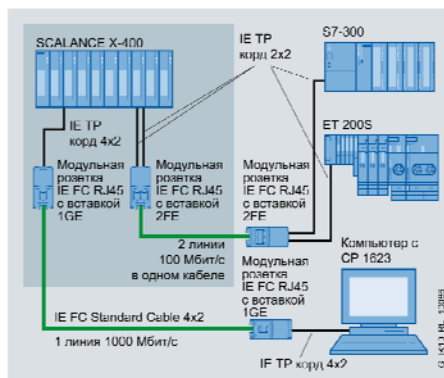 SCALANCE X-400
IE TP
корд 2x2
S7-300
ET 200S
IE TP
корд 4x2
Модульная
розетка
IE FC RJ45
с вставкой
1GE
Модульная
розетка
IE FC RJ45
с вставкой
2FE
Модульная
розетка
IE FC RJ45
с вставкой
2FE
2 линии
100 Мбит/с
в одном кабеле
Модульная
розетка
IE FC RJ45
с вставкой
1GE
Компьютер с
CP 1623
IE FC Standard Cable 4x2
1 линия 1000 Мбит/с
IE TP корд 4x2